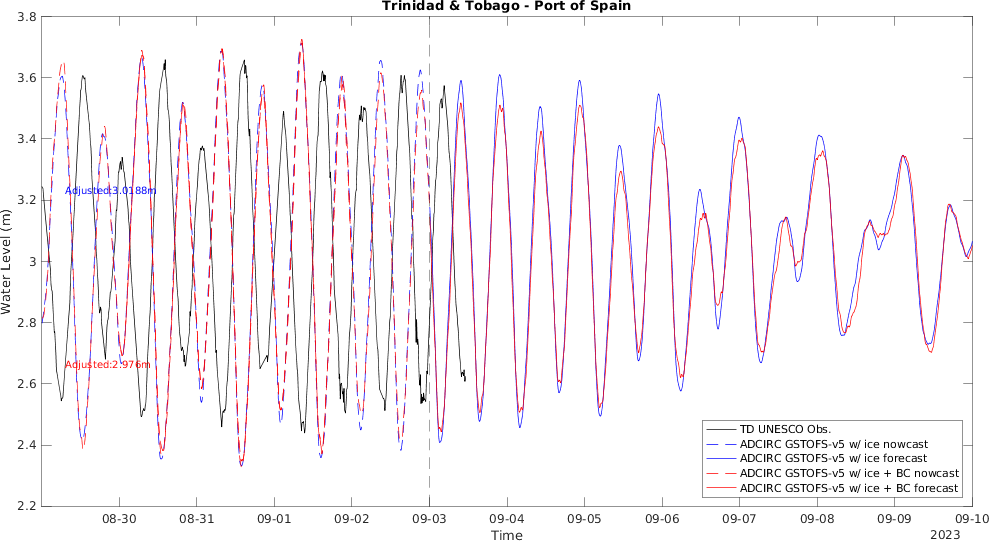 Trinidad & Tobago - Port of Spain
3.8
3.6
3.4
3.2
3
2.8
2.6
2.4
2.2
Water Level (m)
Adjusted:3.0188m
Adjusted:2.976m
TD UNESCO Obs.
ADCIRC GSTOFS-v5 w/ ice nowcast
ADCIRC GSTOFS-v5 w/ ice forecast
ADCIRC GSTOFS-v5 w/ ice + BC nowcast
ADCIRC GSTOFS-v5 w/ ice + BC forecast
08-30 08-31 09-01 09-02 09-03 09-04 09-05 09-06 09-07 09-08 09-09 09-10
Time
2023